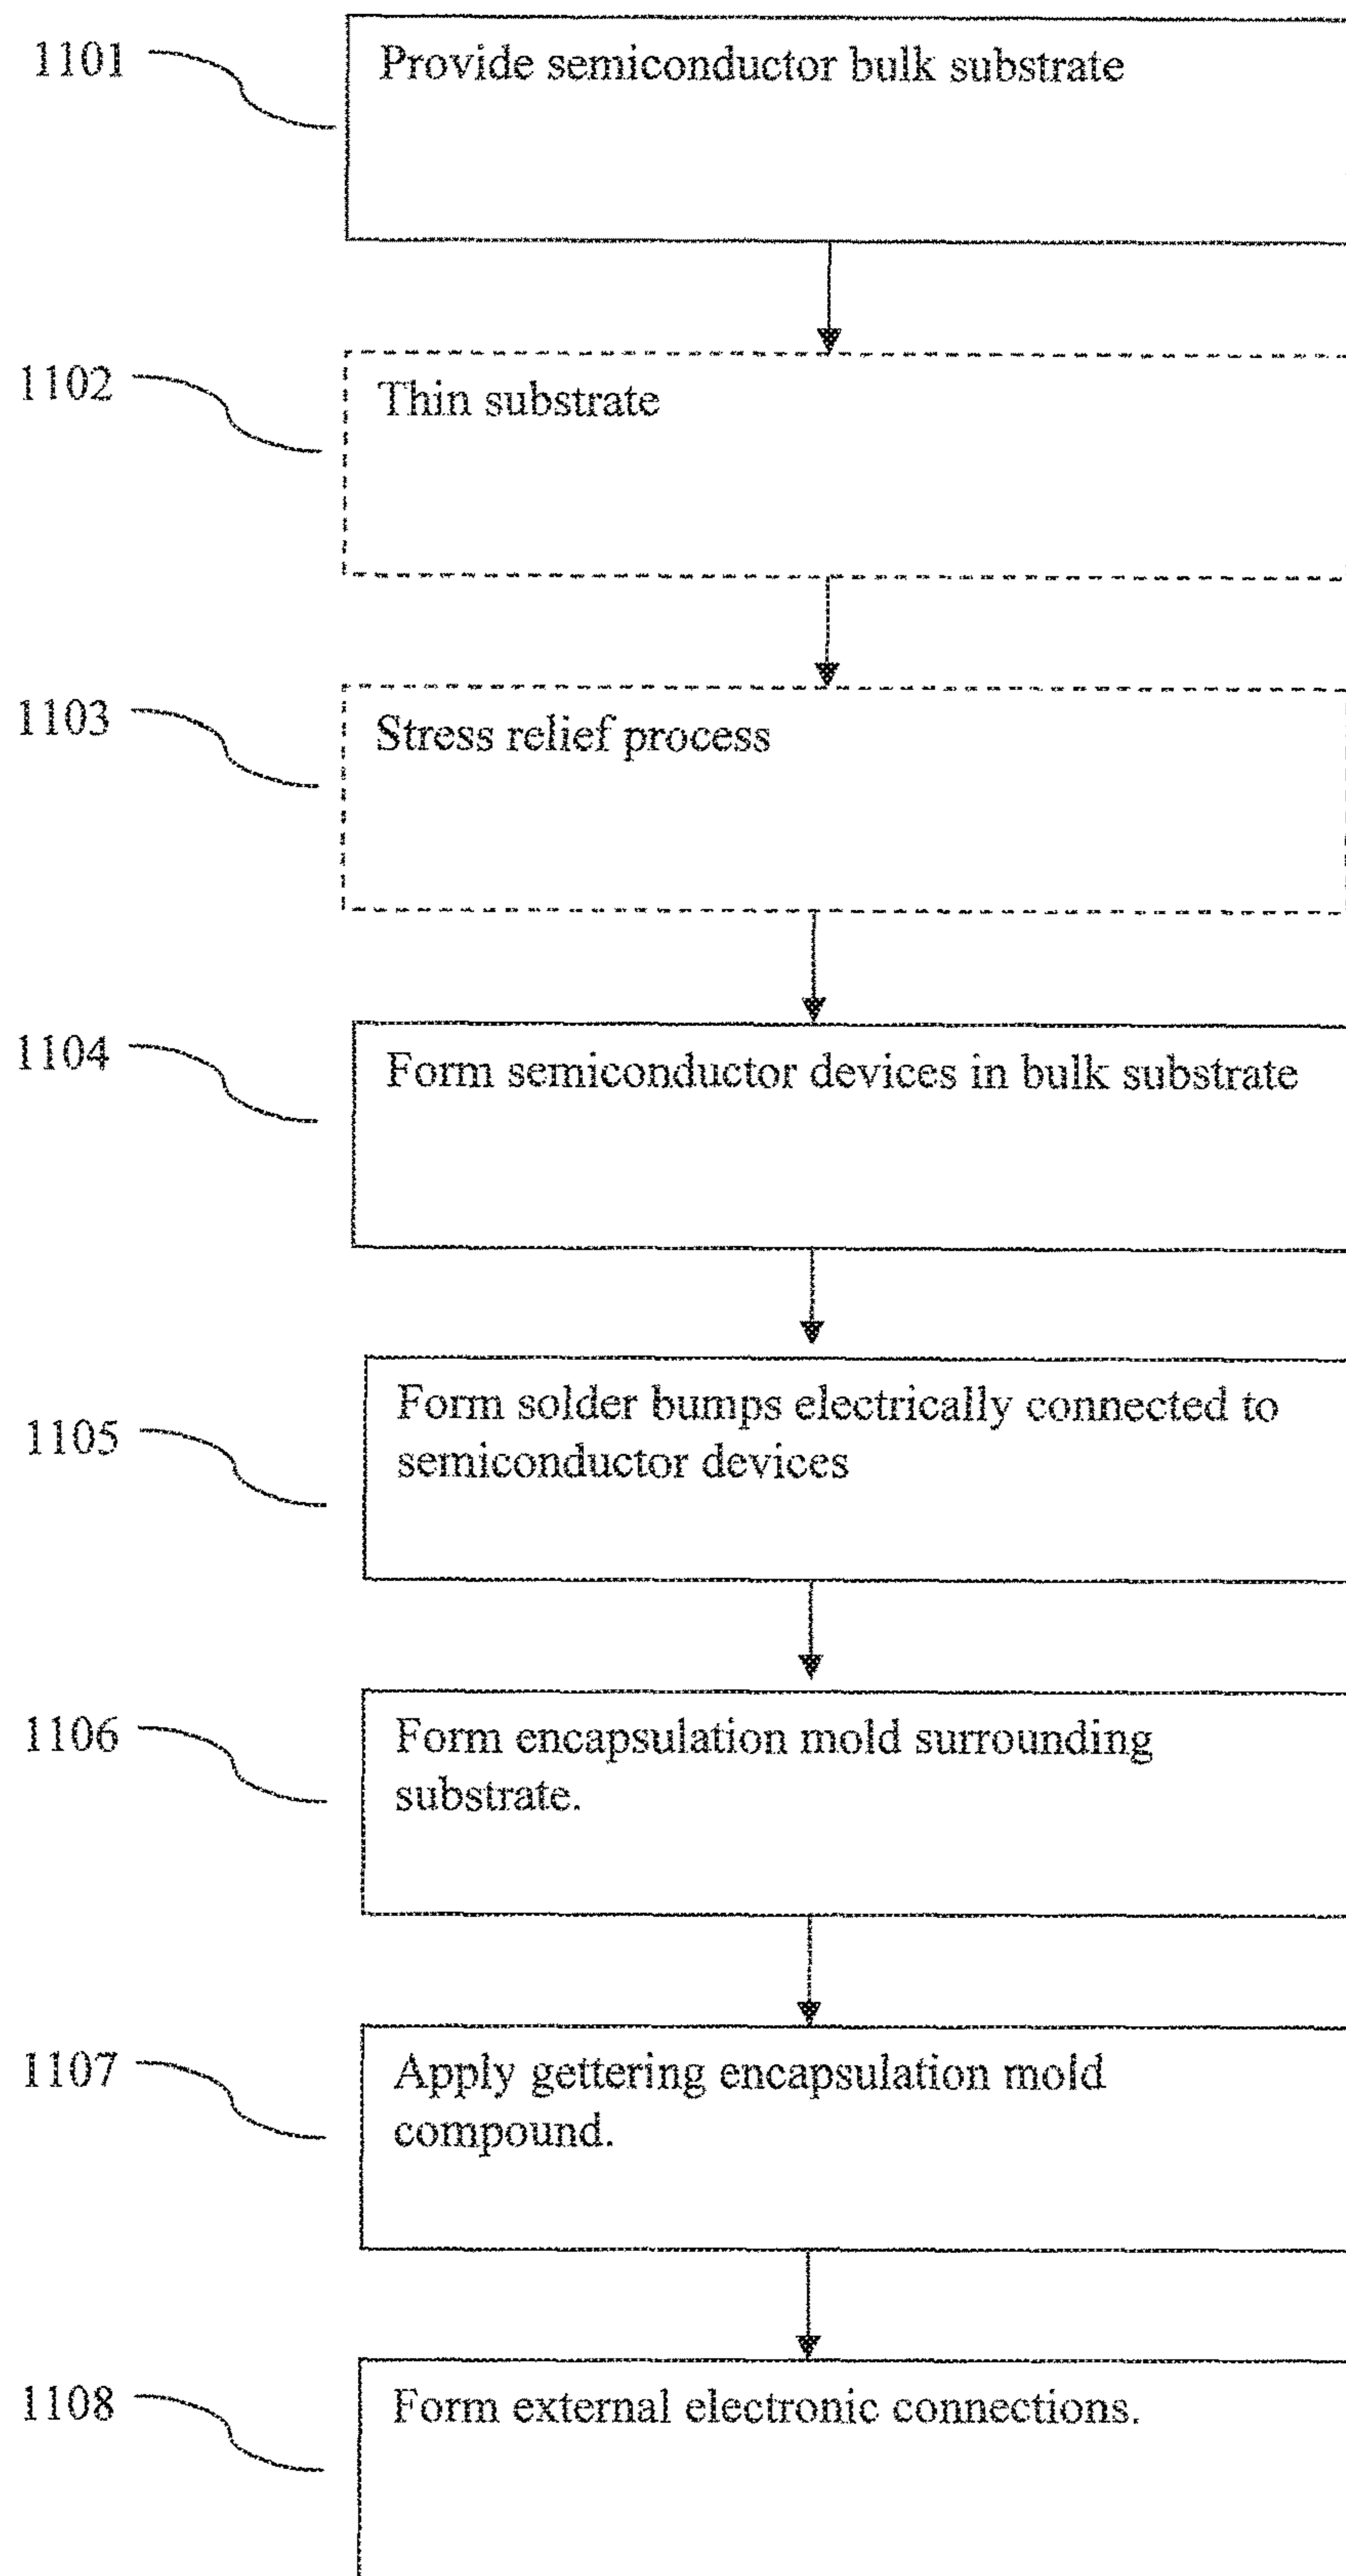 1101
Provide semiconductor bulk substrate
1102
Thin substrate
1103
Stress relief process
1104
Form semiconductor devices in bulk substrate
1105
Form solder bumps electrically connected to
semiconductor devices
1106
Form encapsulation mold surrounding
substrate.
1107
Apply gettering encapsulation mold
compound.
1108
Form external electronic connections.